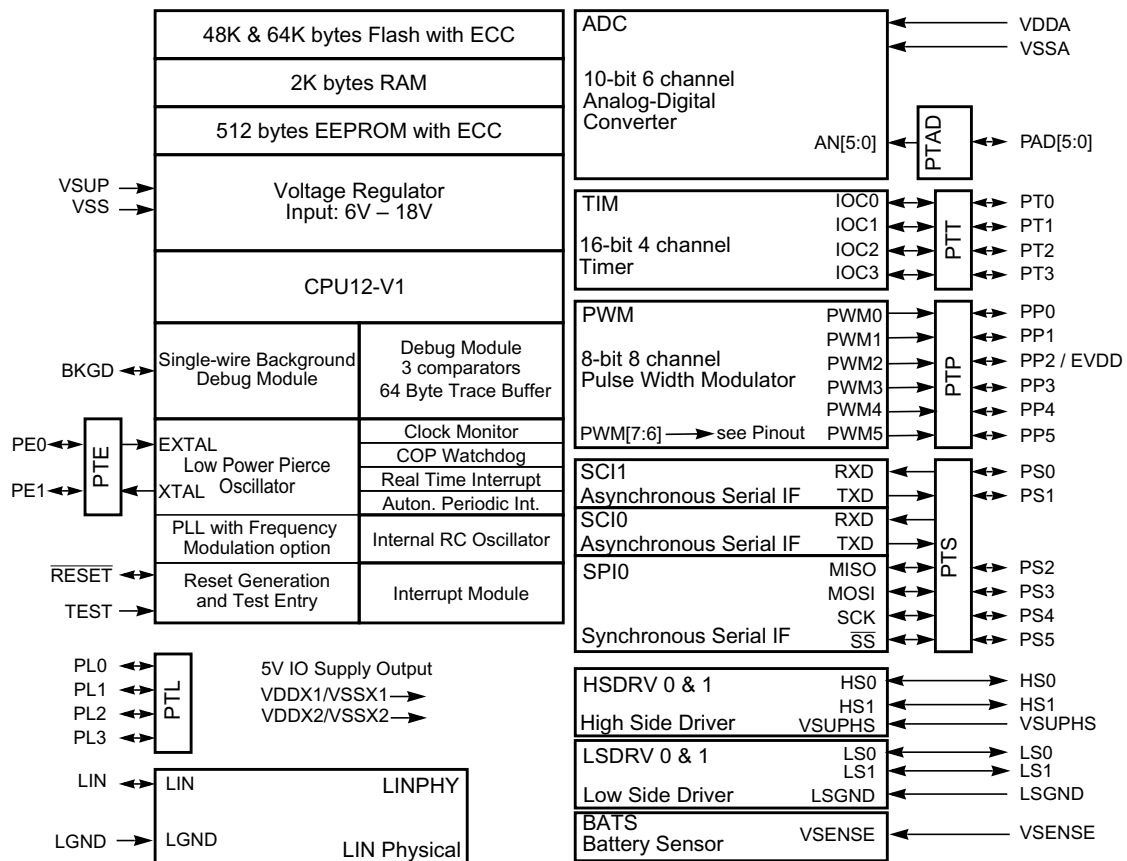 48K & 64K bytes Flash with ECC
2K bytes RAM
512 bytes EEPROM with ECC
VSUP
VSS
Voltage Regulator
Input: 6V – 18V
CPU12-V1
BKGD
Single-wire Background
Debug Module
Debug Module
3 comparators
64 Byte Trace Buffer
PE0
PE1
PTE
EXTAL
XTAL
Low Power Pierce
Oscillator
Clock Monitor
COP Watchdog
Real Time Interrupt
Auton. Periodic Int.
PLL with Frequency
Modulation option
Internal RC Oscillator
RESET
TEST
Reset Generation
and Test Entry
Interrupt Module
PL0
PL1
PL2
PL3
PTL
5V IO Supply Output
VDDX1/VSSX1
VDDX2/VSSX2
LIN
LGND
LIN
LINPHY
LGND
LIN Physical
ADC
10-bit 6 channel
Analog-Digital
Converter
AN[5:0]
PTAD
VDDA
VSSA
PAD[5:0]
TIM
16-bit 4 channel
Timer
IOC0
IOC1
IOC2
IOC3
PTT
PT0
PT1
PT2
PT3
PWM
8-bit 8 channel
Pulse Width Modulator
PWM[7:6] see Pinout
PWM0
PWM1
PWM2
PWM3
PWM4
PWM5
PTP
PP0
PP1
PP2 / EVDD
PP3
PP4
PP5
SCI1
Asynchronous Serial IF
RXD
TXD
SCI0
Asynchronous Serial IF
RXD
TXD
SPI0
Synchronous Serial IF
MISO
MOSI
SCK
SS
PTS
PS0
PS1
PS2
PS3
PS4
PS5
HSDRV 0 & 1
High Side Driver
HS0
HS1
VSUPHS
HS0
HS1
VSUPHS
LSDRV 0 & 1
Low Side Driver
LS0
LS1
LSGND
LS0
LS1
LSGND
BATS
Battery Sensor
VSENSE
VSENSE